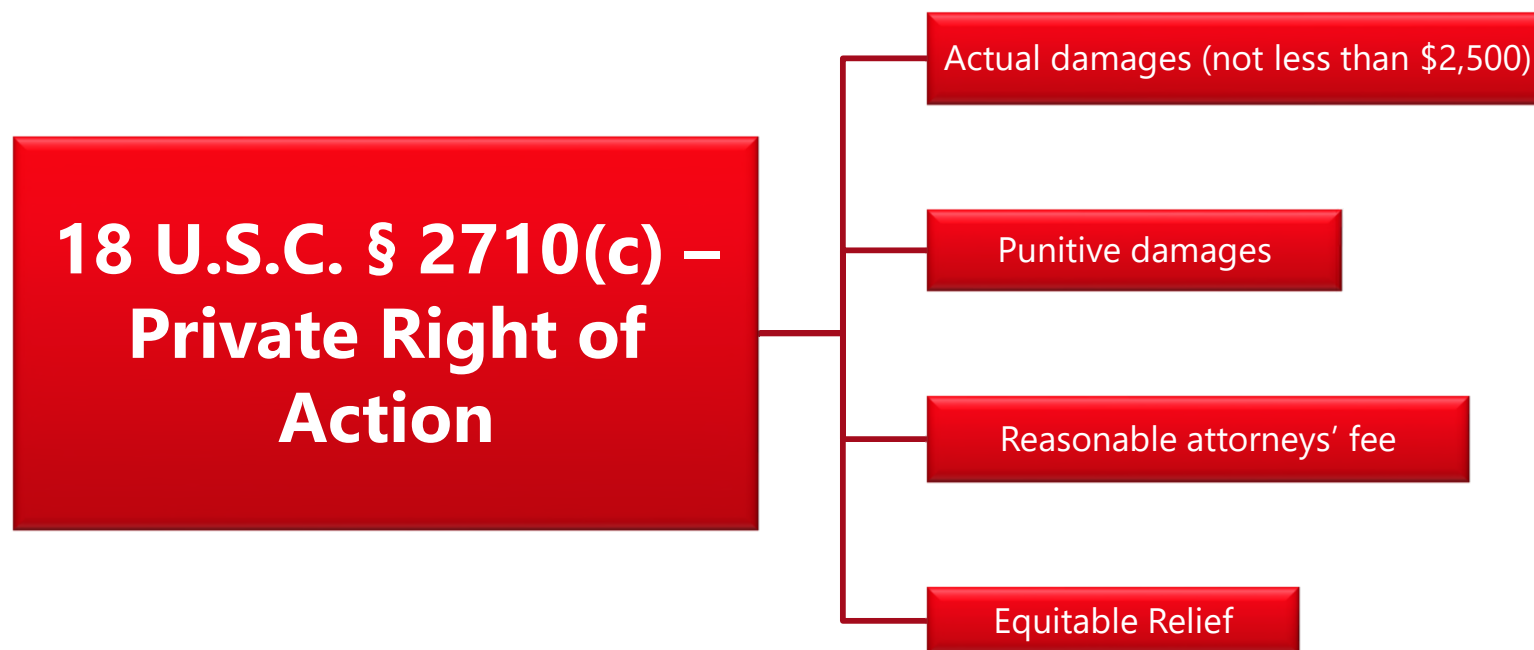 18 U.S.C. § 2710(c) –
Private Right of
Action
Actual damages (not less than $2,500)
Punitive damages
Reasonable attorneys’ fee
Equitable Relief